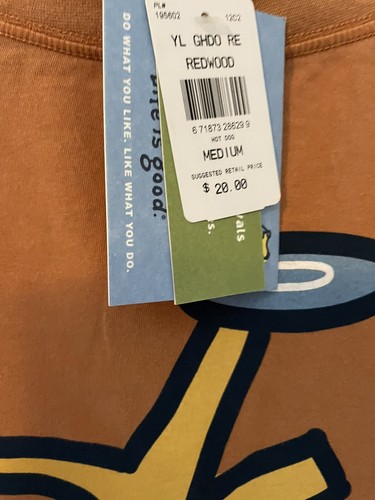 PL#
195602 12C2
YL GHDO RE
REDWOOD
6 71873 28629 9
HOT DOG
MEDIUM
SUGGESTED RETAIL PRICE
$ 20.00
life is good.
DO WHAT YOU LIKE. LIKE WHAT YOU DO.